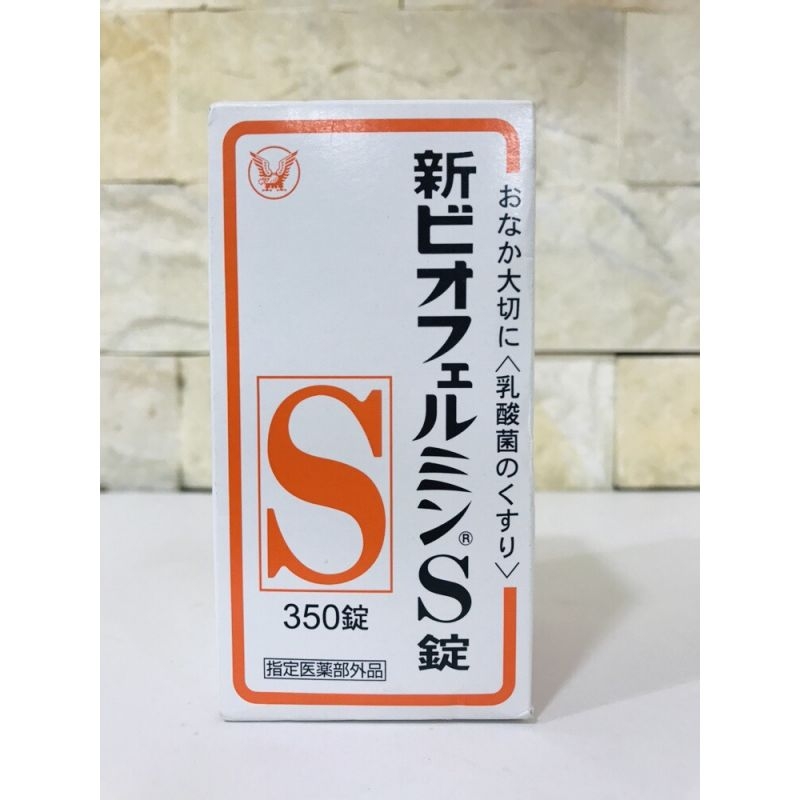 おなか大切に〈乳酸菌のくすり〉
新ビオフェルミン®S錠
S
350錠
指定医薬部外品